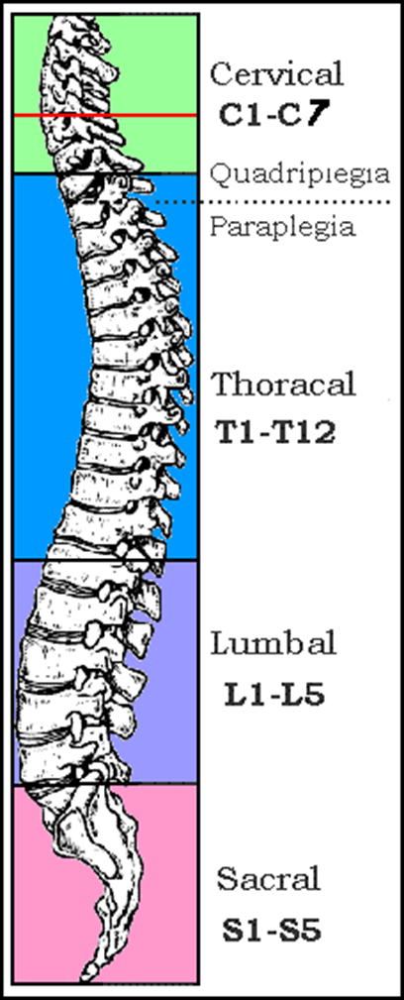 Cervical
C1-C7
Quadriplegia
Paraplegia
Thoracal
T1-T12
Lumbal
L1-L5
Sacral
S1-S5